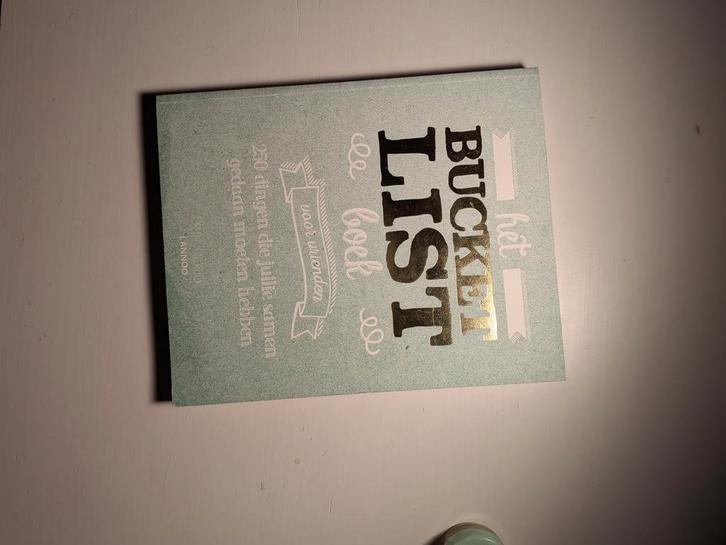 het
BUCKET
LIST
boek
voor vrienden
250 dingen die jullie samen
gedaan moeten hebben
LANNOO